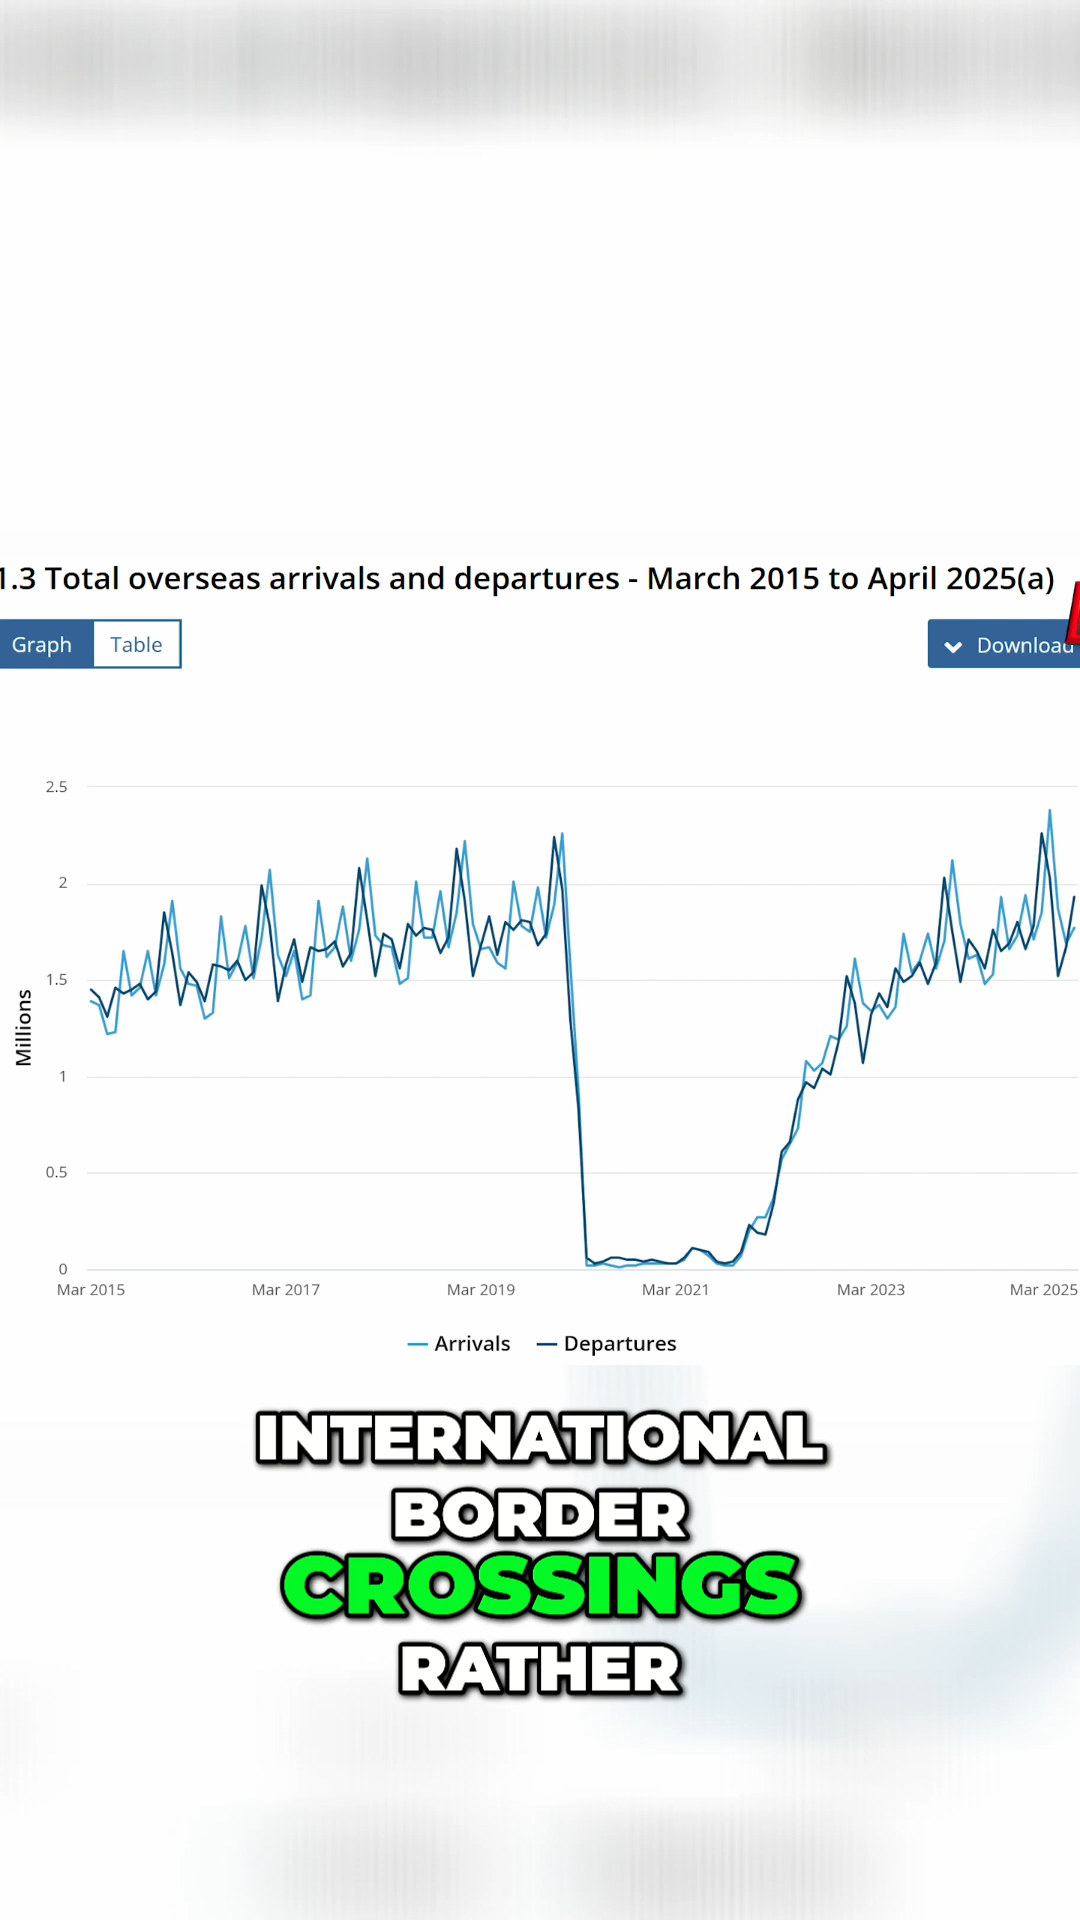 1.3 Total overseas arrivals and departures - March 2015 to April 2025(a)
Graph Table
Download
2.5
2
1.5
1
0.5
0
Millions
Mar 2015 Mar 2017 Mar 2019 Mar 2021 Mar 2023 Mar 2025
Arrivals Departures
INTERNATIONAL
BORDER
CROSSINGS
RATHER